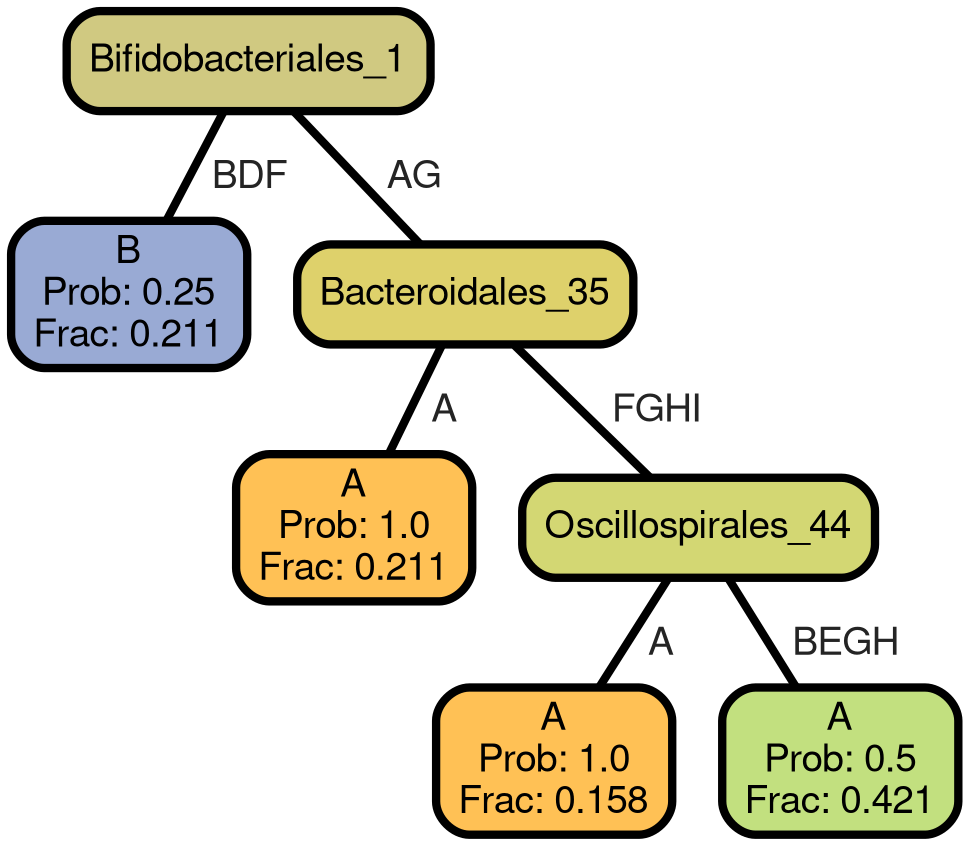 Bifidobacteriales_1
BDF
AG
B
Prob: 0.25
Frac: 0.211
Bacteroidales_35
A
FGHI
A
Prob: 1.0
Frac: 0.211
Oscillospirales_44
A
BEGH
A
Prob: 1.0
Frac: 0.158
A
Prob: 0.5
Frac: 0.421